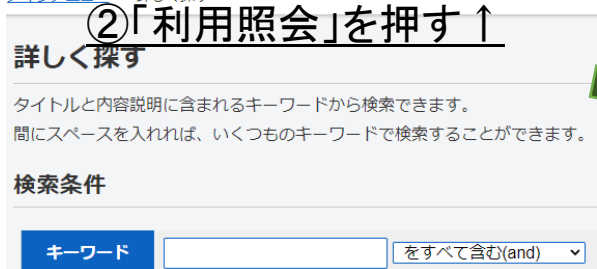 ②「利用照会」を押す↑
詳しく探す
タイトルと内容説明に含まれるキーワードから検索できます。
間にスペースを入れれば、いくつものキーワードで検索することができます。
検索条件
キーワード をすべて含む(and)